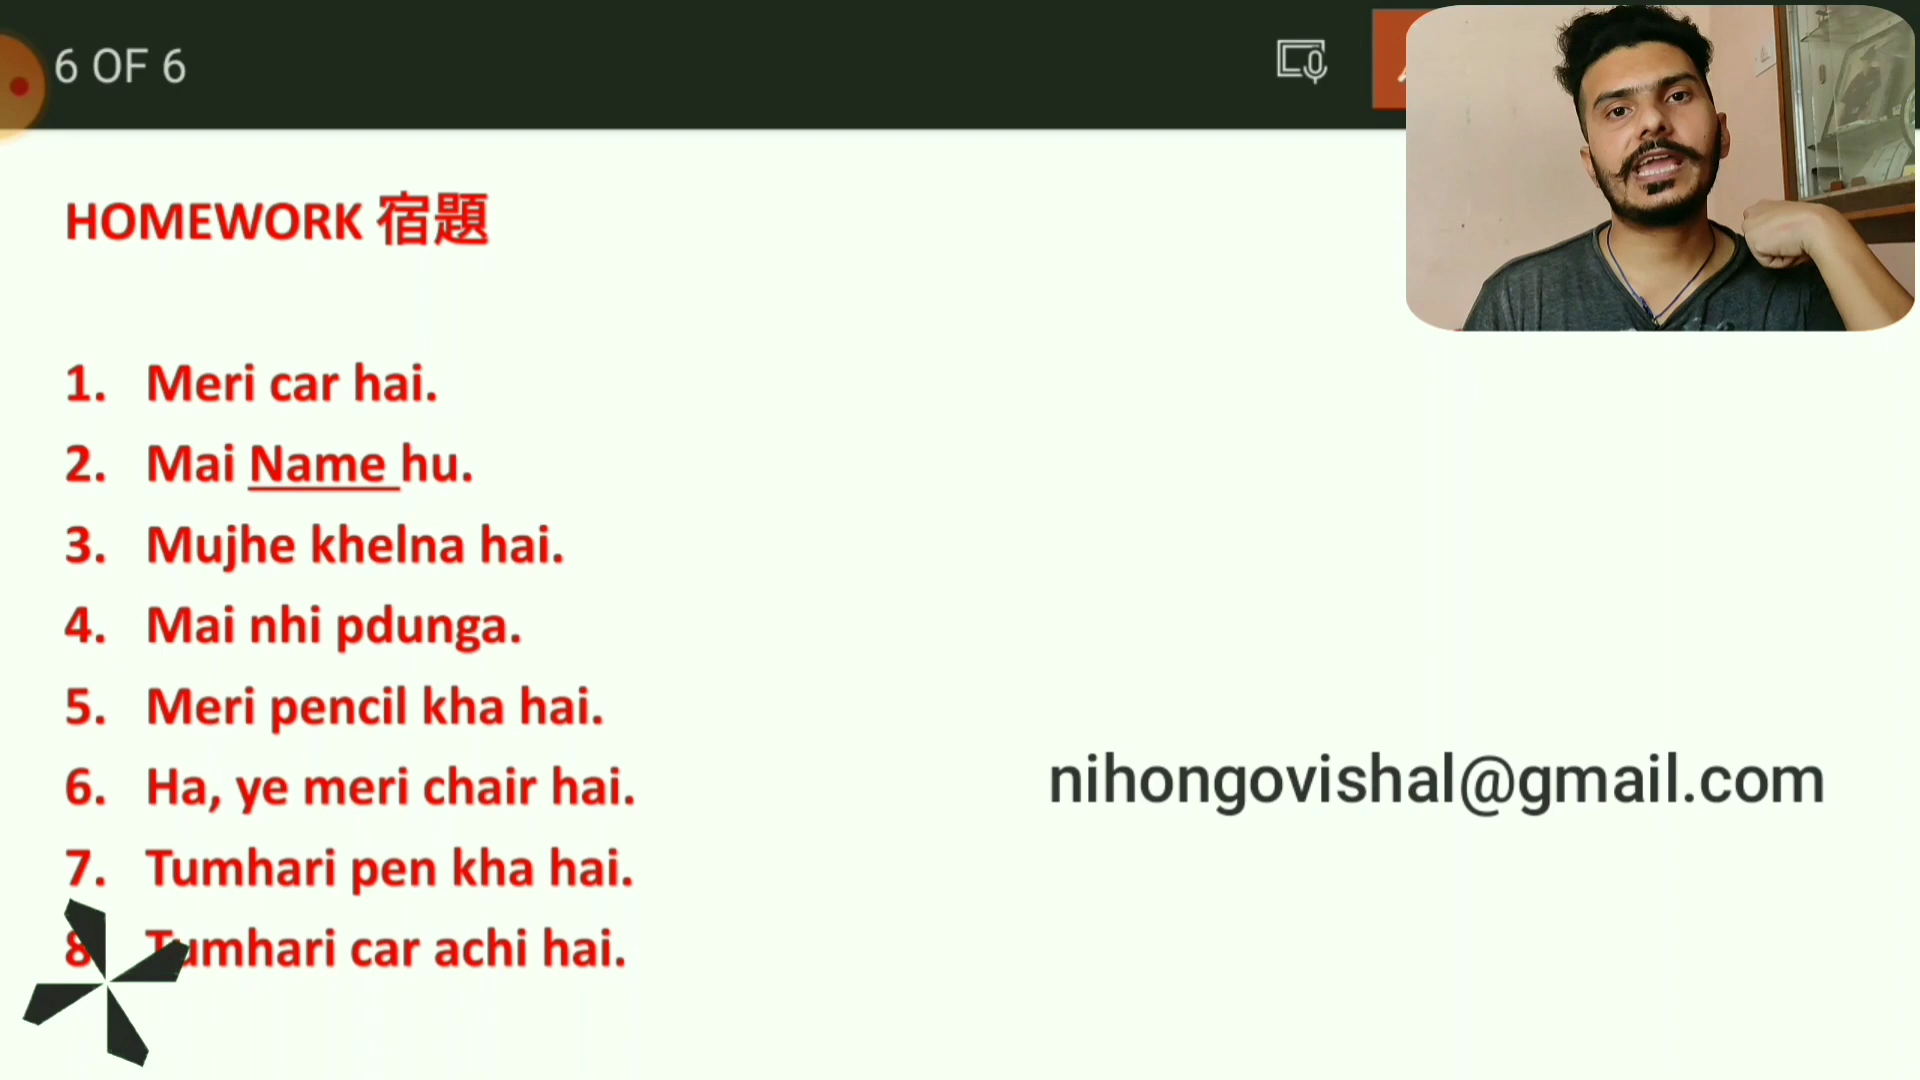 6 OF 6
HOMEWORK 宿題
1. Meri car hai.
2. Mai Name hu.
3. Mujhe khelna hai.
4. Mai nhi pdunga.
5. Meri pencil kha hai.
6. Ha, ye meri chair hai.
7. Tumhari pen kha hai.
8. Tumhari car achi hai.
nihongovishal@gmail.com